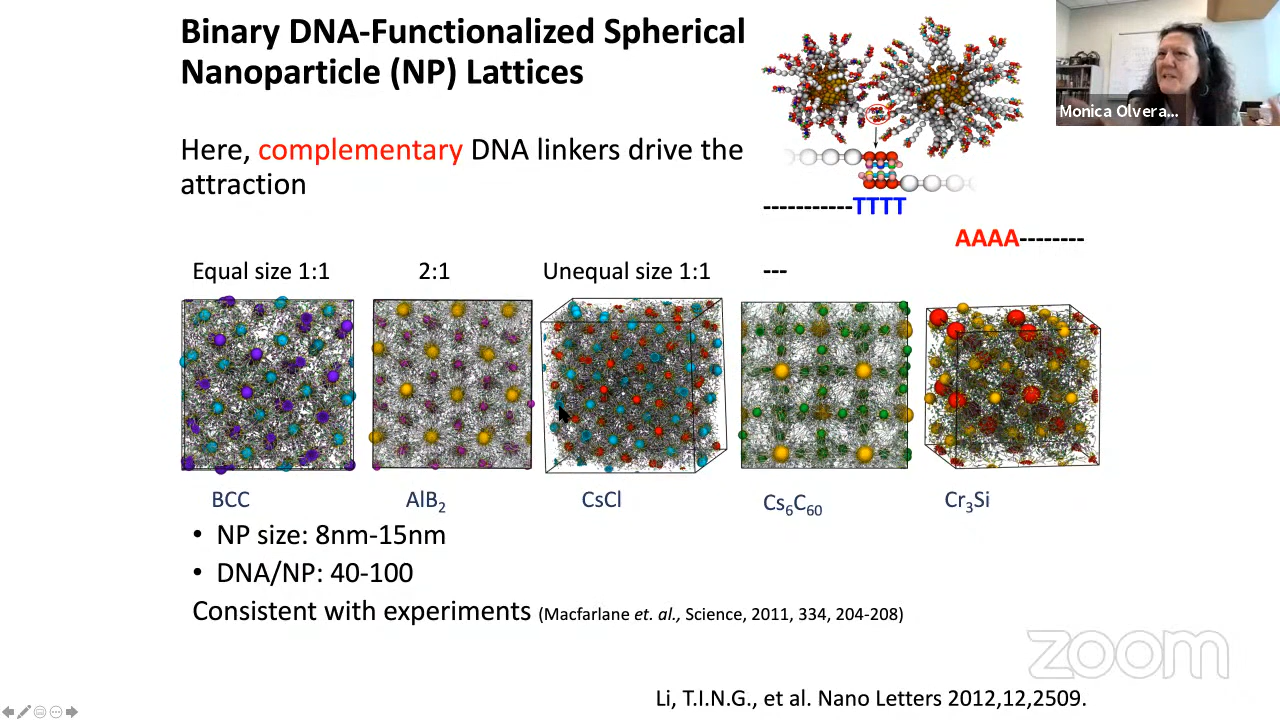 Binary DNA-Functionalized Spherical
Nanoparticle (NP) Lattices
Monica Olvera...
Here, complementary DNA linkers drive the
attraction
-----------TTTT
AAAA--------
---
Equal size 1:1
2:1
Unequal size 1:1
BCC
AlB2
CsCl
Cs6C60
Cr3Si
• NP size: 8nm-15nm
• DNA/NP: 40-100
Consistent with experiments (Macfarlane et. al., Science, 2011, 334, 204-208)
zoom
Li, T.I.N.G., et al. Nano Letters 2012,12,2509.